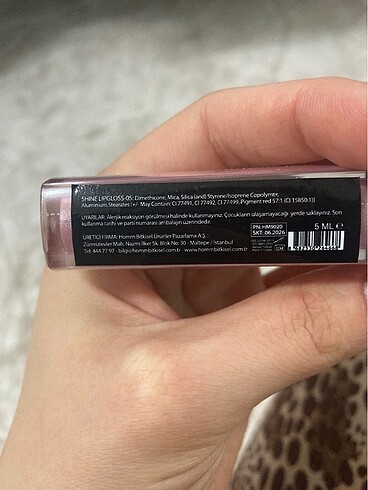 SHINE LIPGLOSS-05: Dimethicone, Mica, Silica (and) Styrene/Isoprene Copolymer,
Aluminum Stearates [+/- May Contain: CI 77491, CI 77492, CI 77499, Pigment red 57:1 (CI 15850:1)]
UYARILAR: Alerjik reaksiyon görülmesi halinde kullanmayınız. Çocukların ulaşamayacağı yerde saklayınız. Son
kullanma tarihi ve parti numarası ambalajın üzerindedir.
ÜRETİCİ FİRMA: Homm Bitkisel Ürünler Pazarlama A.Ş.
Zümrütevler Mah. Nazmi İlker Sk. Blok No: 30 - Maltepe / İstanbul
Tel: 444 77 97 - bilgi@hommbitkisel.com.tr - www.hommbitkisel.com.tr
PN: HM9020
SKT: 06.2026
12M
5 ML e